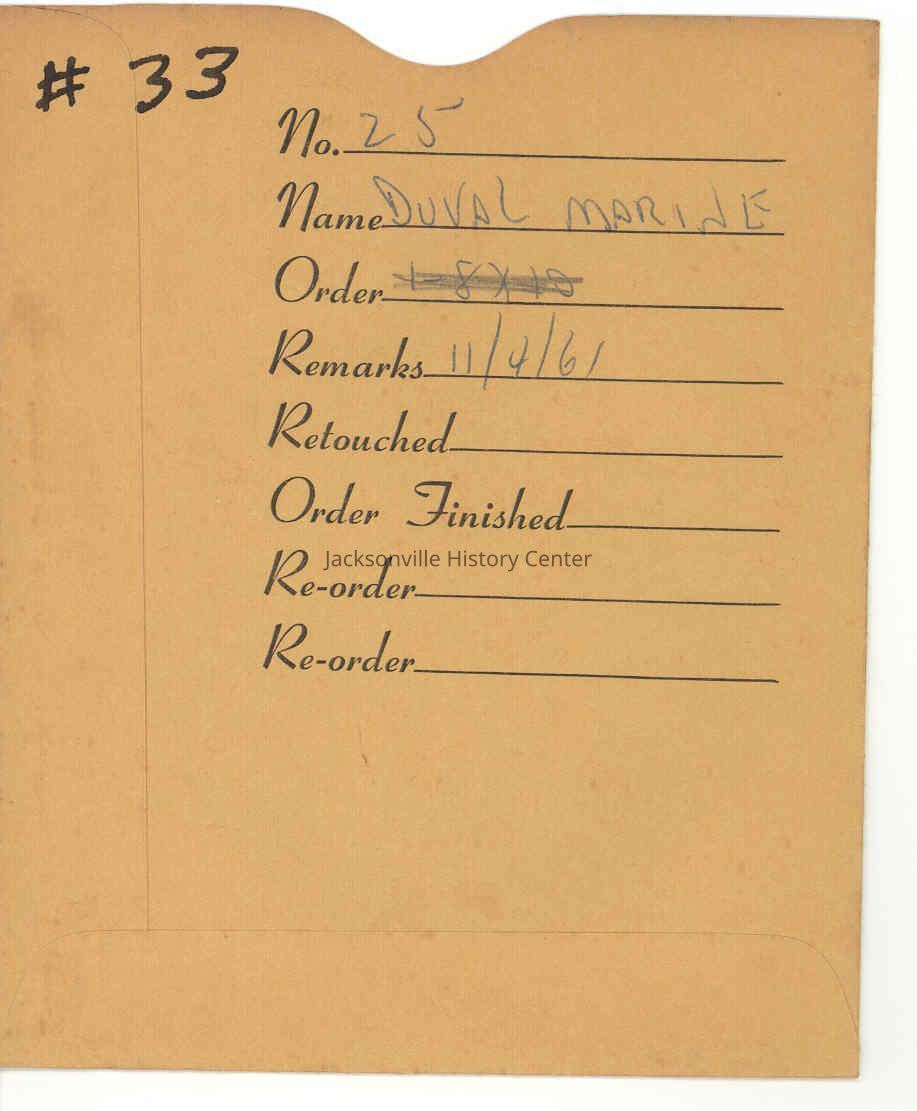 # 33
No. 25
Name DUVAL MARINE
Order 1-8X10
Remarks 11/4/61
Retouched
Order Finished
Jacksonville History Center
Re-order
Re-order